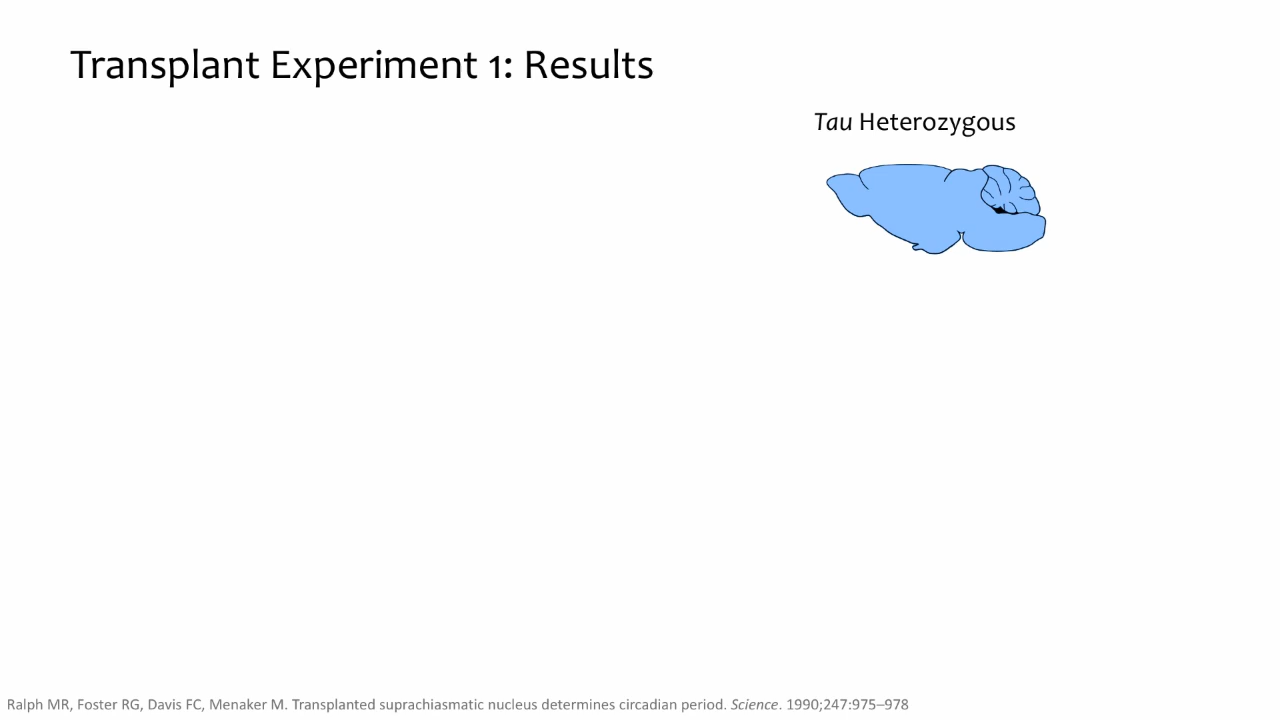 Transplant Experiment 1: Results
Tau Heterozygous
Ralph MR, Foster RG, Davis FC, Menaker M. Transplanted suprachiasmatic nucleus determines circadian period. Science. 1990;247:975–978